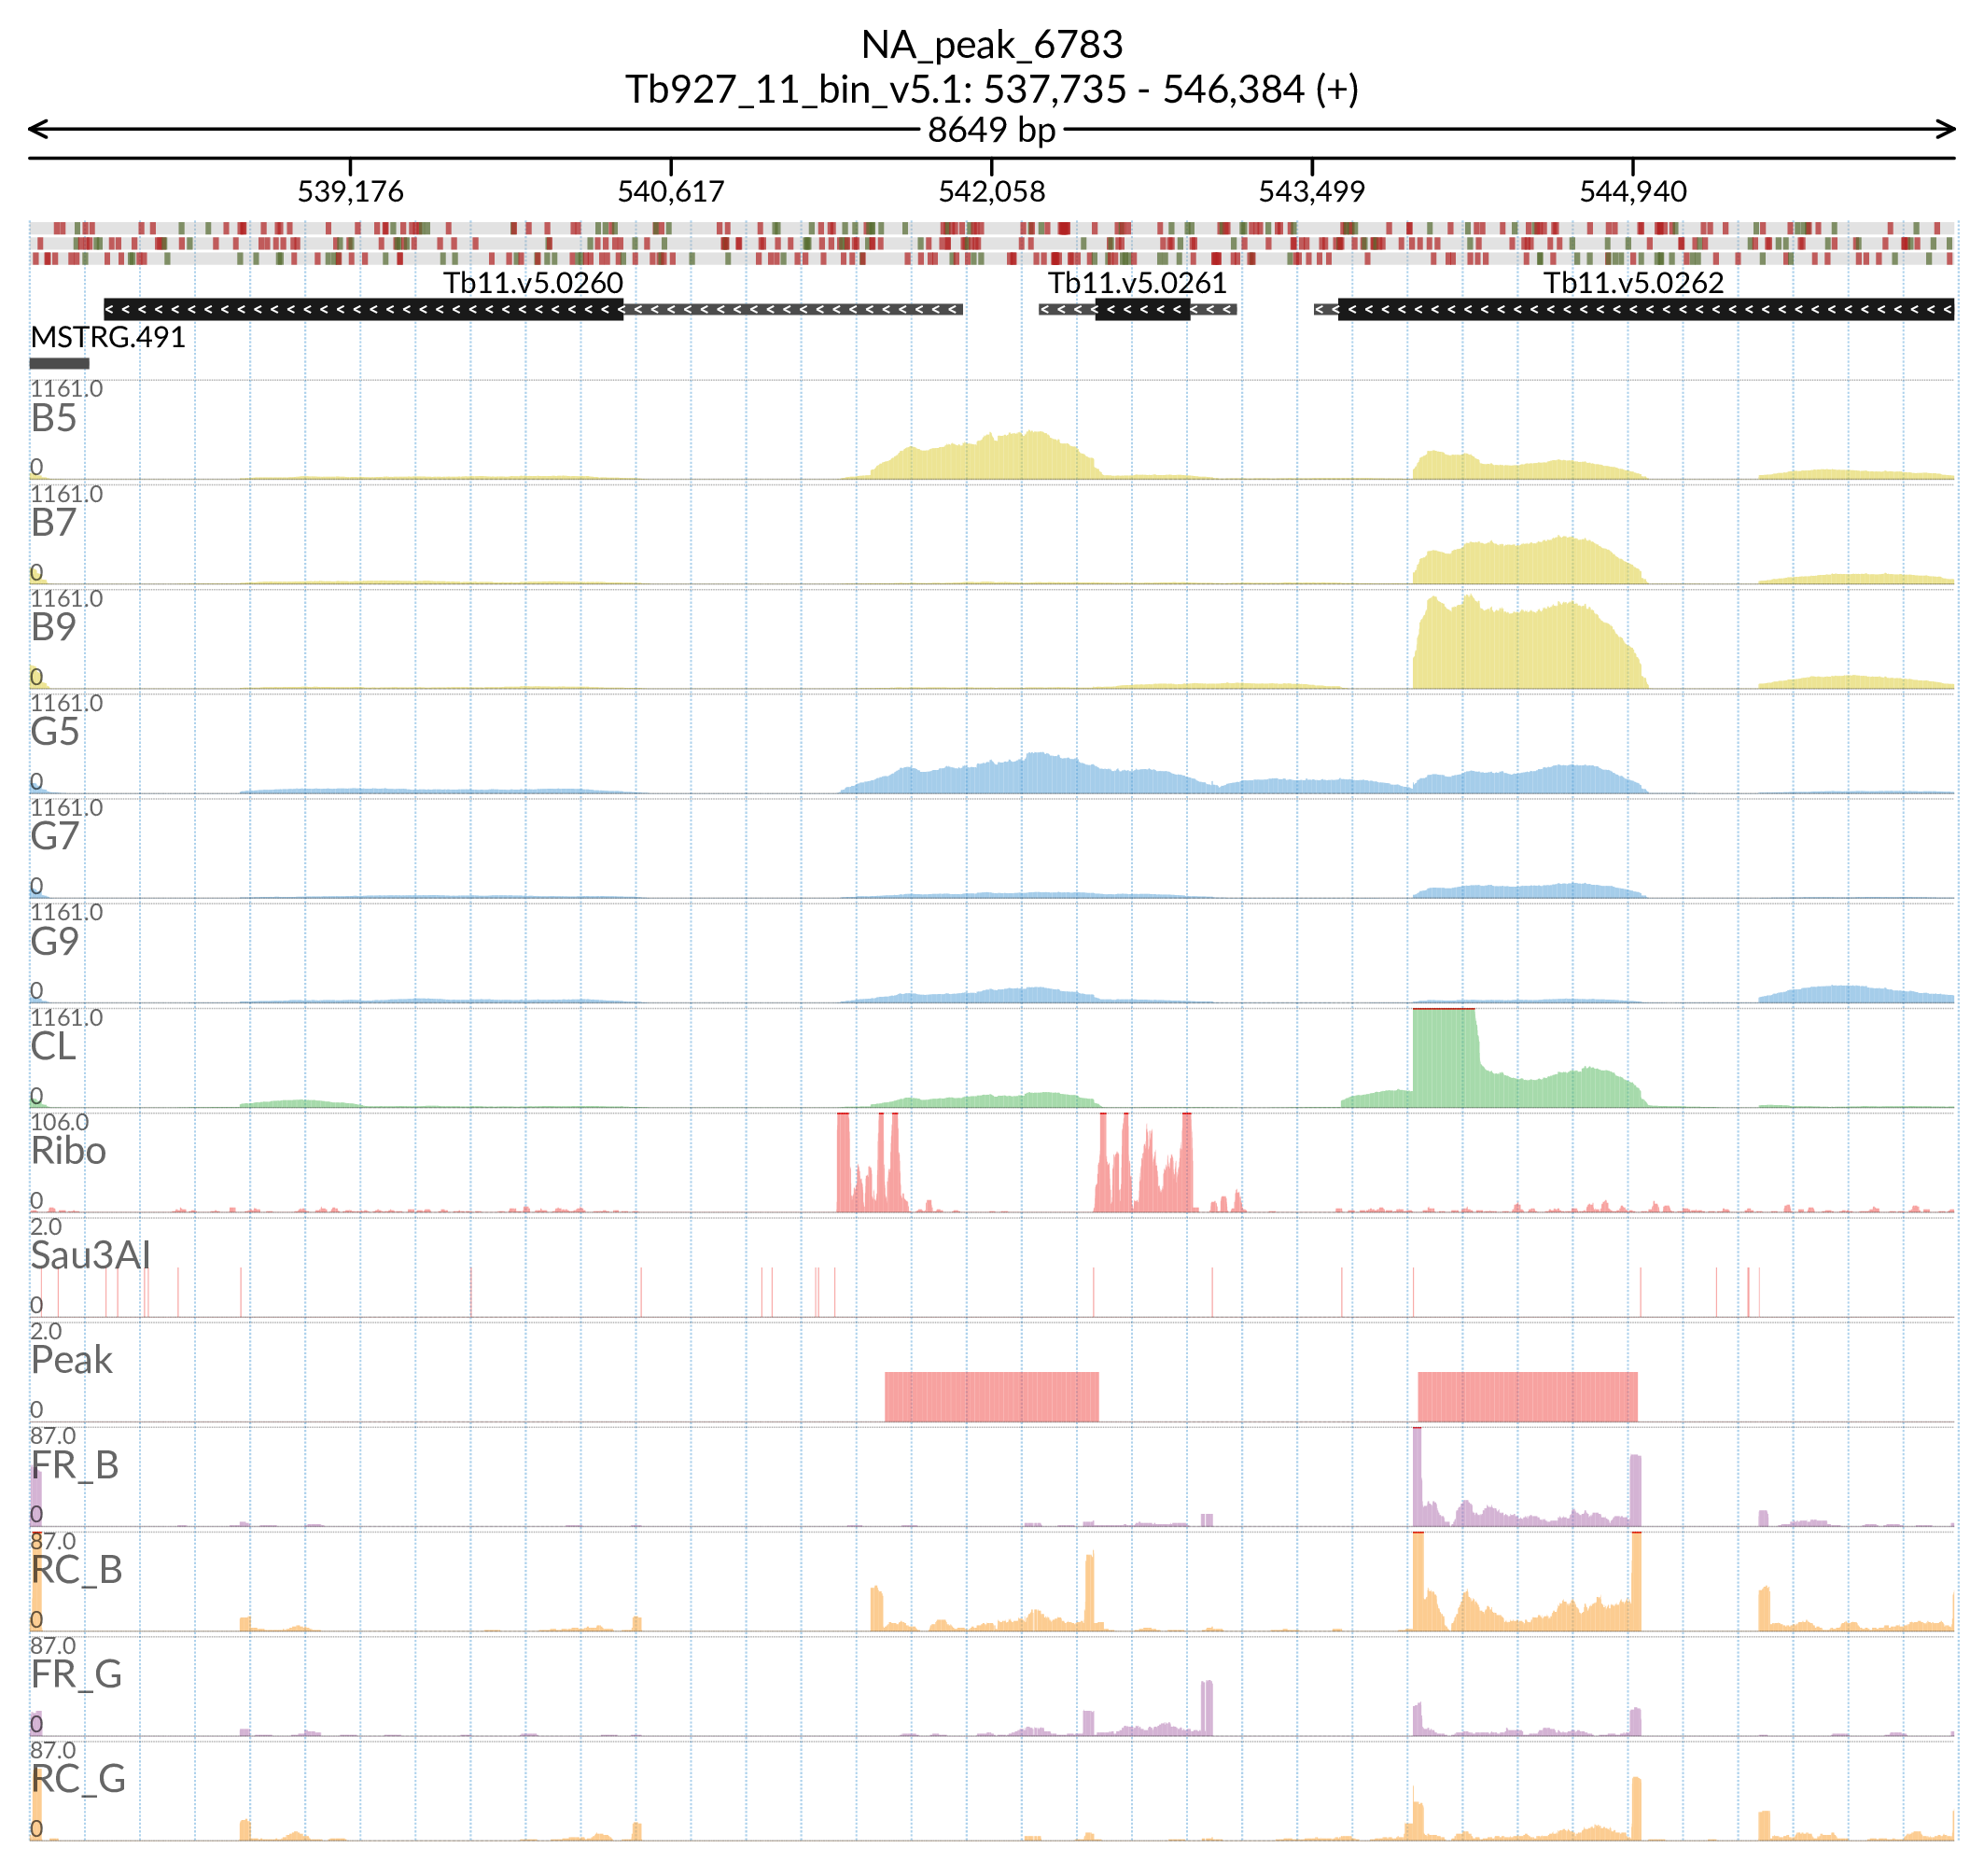 NA_peak_6783
Tb927_11_bin_v5.1: 537,735 - 546,384 (+)
8649 bp
539,176 540,617 542,058 543,499 544,940
Tb11.v5.0260 Tb11.v5.0261 Tb11.v5.0262
MSTRG.491
1161.0
B5
0
1161.0
B7
0
1161.0
B9
0
1161.0
G5
0
1161.0
G7
0
1161.0
G9
0
1161.0
CL
0
106.0
Ribo
0
2.0
Sau3AI
0
2.0
Peak
0
87.0
FR_B
0
87.0
RC_B
0
87.0
FR_G
0
87.0
RC_G
0